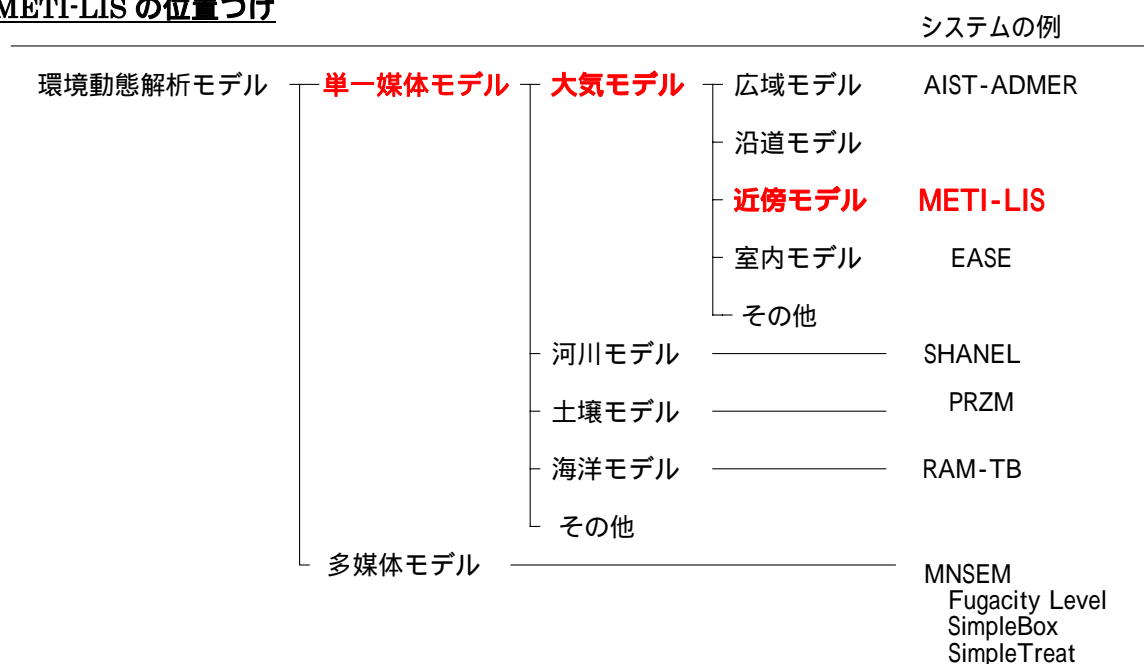 METI-LIS の位置づけ
システムの例
環境動態解析モデル 単一媒体モデル 大気モデル 広域モデル AIST-ADMER
沿道モデル
近傍モデル METI-LIS
室内モデル EASE
その他
河川モデル SHANEL
土壌モデル PRZM
海洋モデル RAM-TB
その他
多媒体モデル MNSEM
Fugacity Level
SimpleBox
SimpleTreat